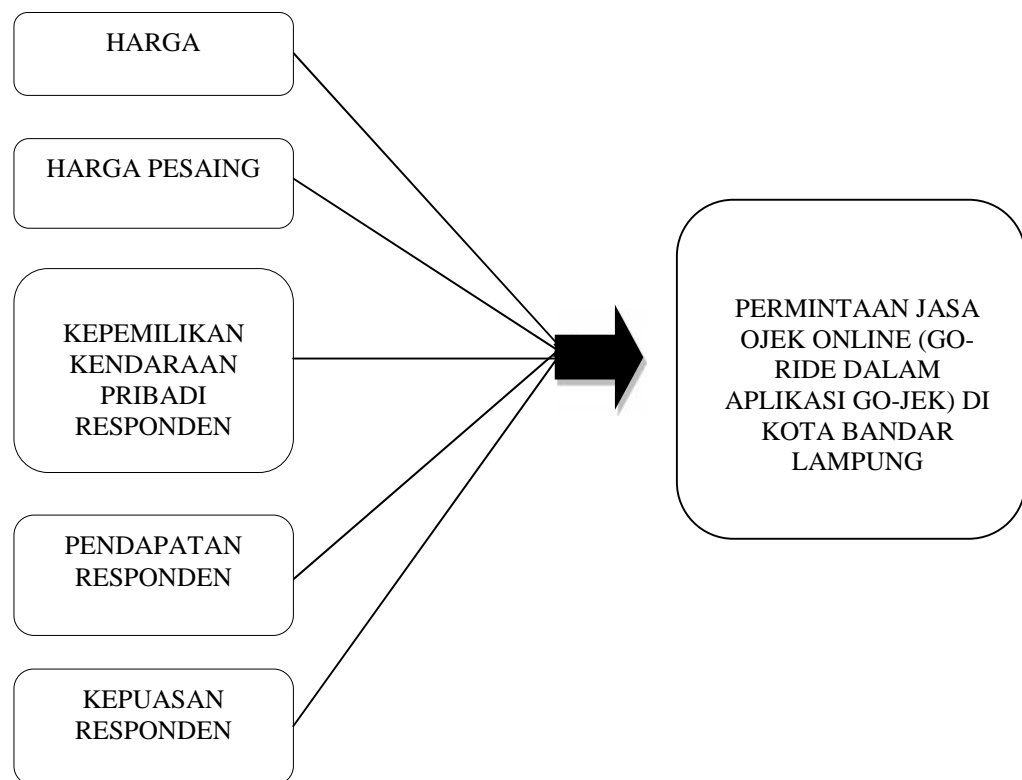 HARGA
HARGA PESAING
KEPEMILIKAN
KENDARAAN
PRIBADI
RESPONDEN
PENDAPATAN
RESPONDEN
KEPUASAN
RESPONDEN
PERMINTAAN JASA
OJEK ONLINE (GO-
RIDE DALAM
APLIKASI GO-JEK) DI
KOTA BANDAR
LAMPUNG